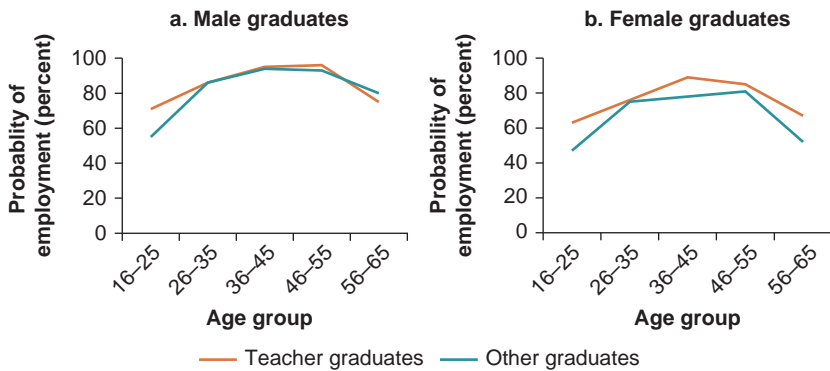 a. Male graduates
Probablity of
employment (percent)
100
80
60
40
20
0
16–25
26–35
36–45
46–55
56–65
Age group
b. Female graduates
Probability of
employment (percent)
100
80
60
40
20
0
16–25
26–35
36–45
46–55
56–65
Age group
Teacher graduates
Other graduates